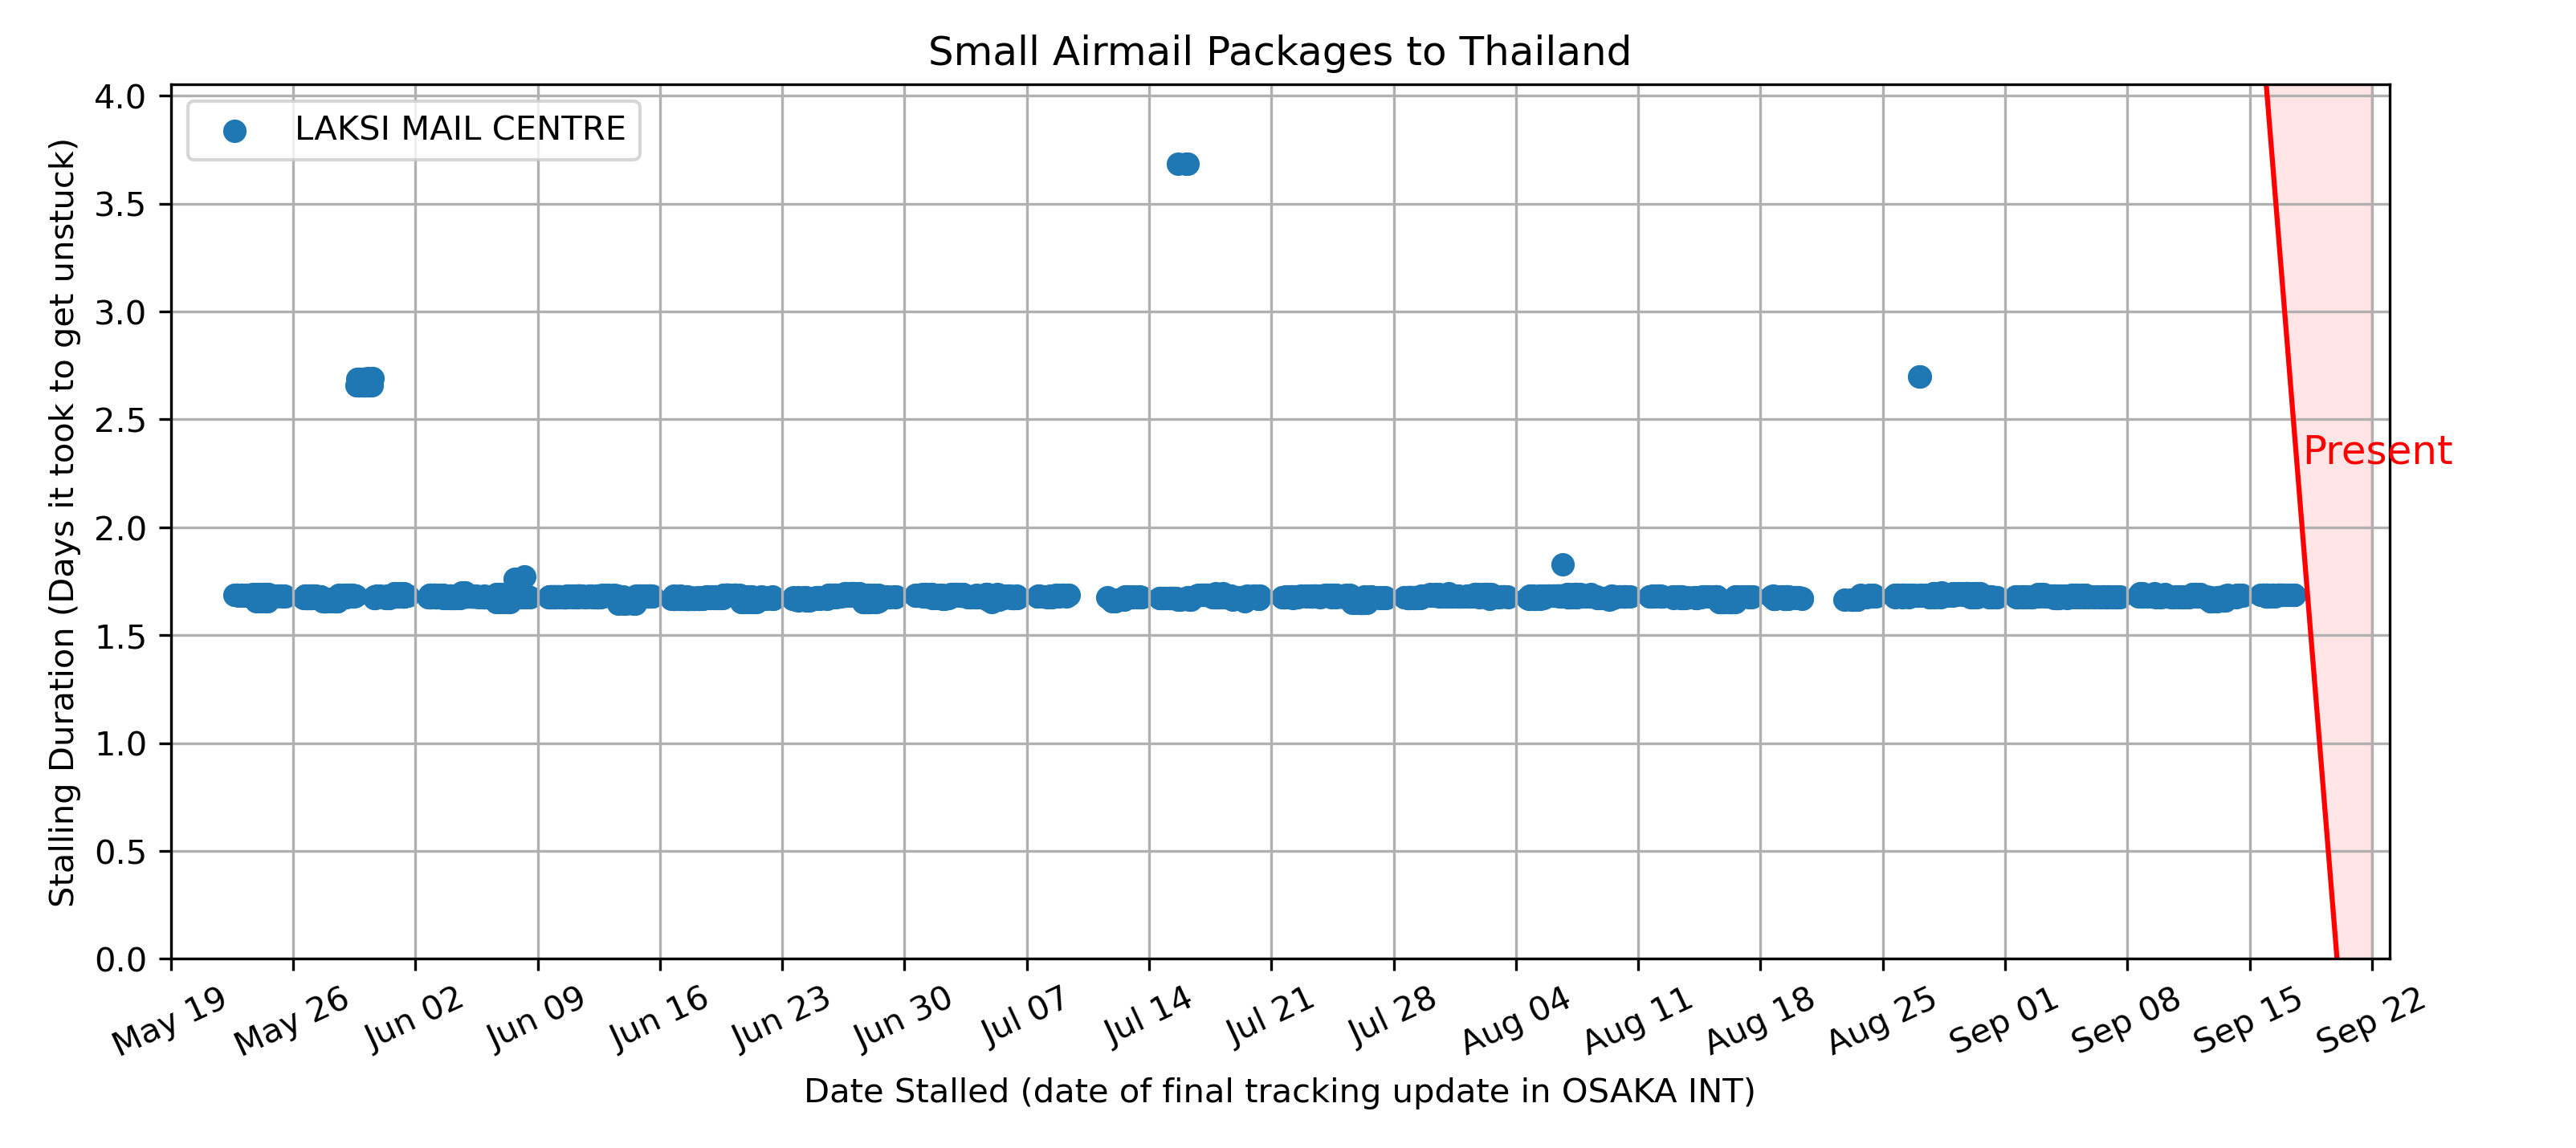 Small Airmail Packages to Thailand
LAKSI MAIL CENTRE
Stalling Duration (Days it took to get unstuck)
4.0
3.5
3.0
2.5
2.0
1.5
1.0
0.5
0.0
Present
May 19
May 26
Jun 02
Jun 09
Jun 16
Jun 23
Jun 30
Jul 07
Jul 14
Jul 21
Jul 28
Aug 04
Aug 11
Aug 18
Aug 25
Sep 01
Sep 08
Sep 15
Sep 22
Date Stalled (date of final tracking update in OSAKA INT)